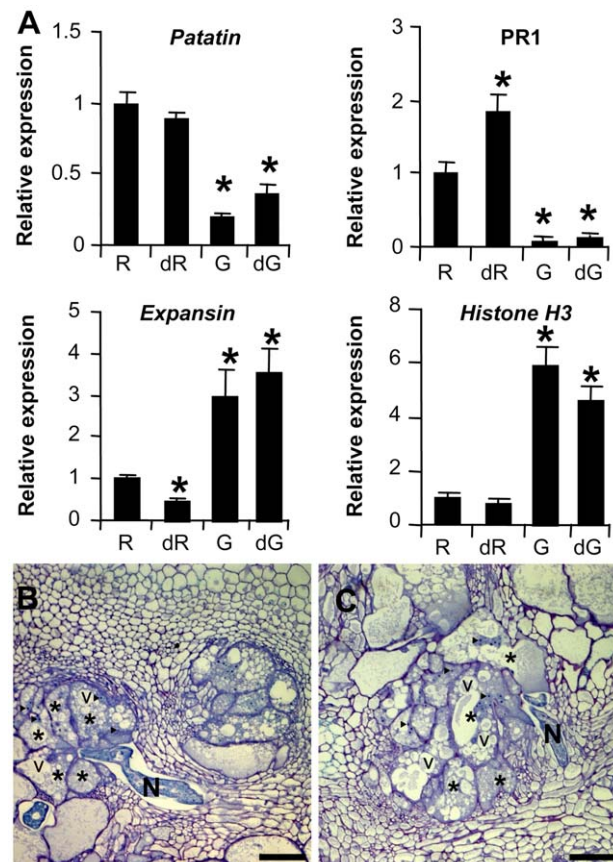 A
Patatin
PR1
Relative expression
1.5
1
0.5
0
R dR G dG
* *
Relative expression
3
2
1
0
R dR G dG
* * *
Expansin
Histone H3
Relative expression
5
4
3
2
1
0
R dR G dG
* * *
Relative expression
8
6
4
2
0
R dR G dG
* *
B
v
* * * * *
v
N
C
v
* * * *
v
v
N